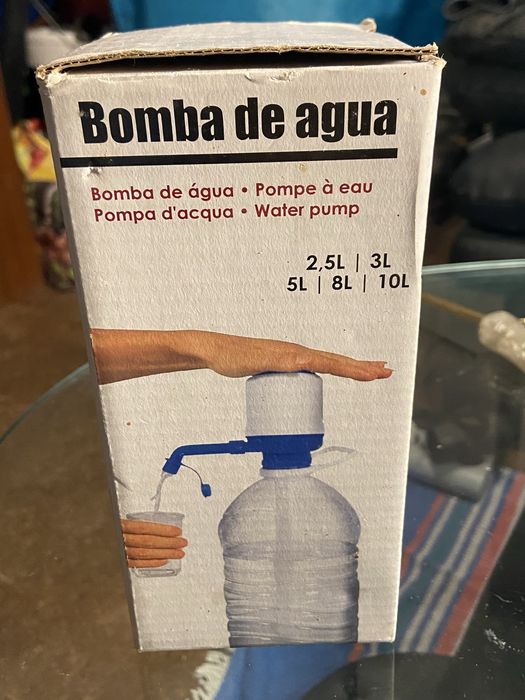 Bomba de agua
Bomba de água • Pompe à eau
Pompa d'acqua • Water pump
2,5L | 3L
5L | 8L | 10L